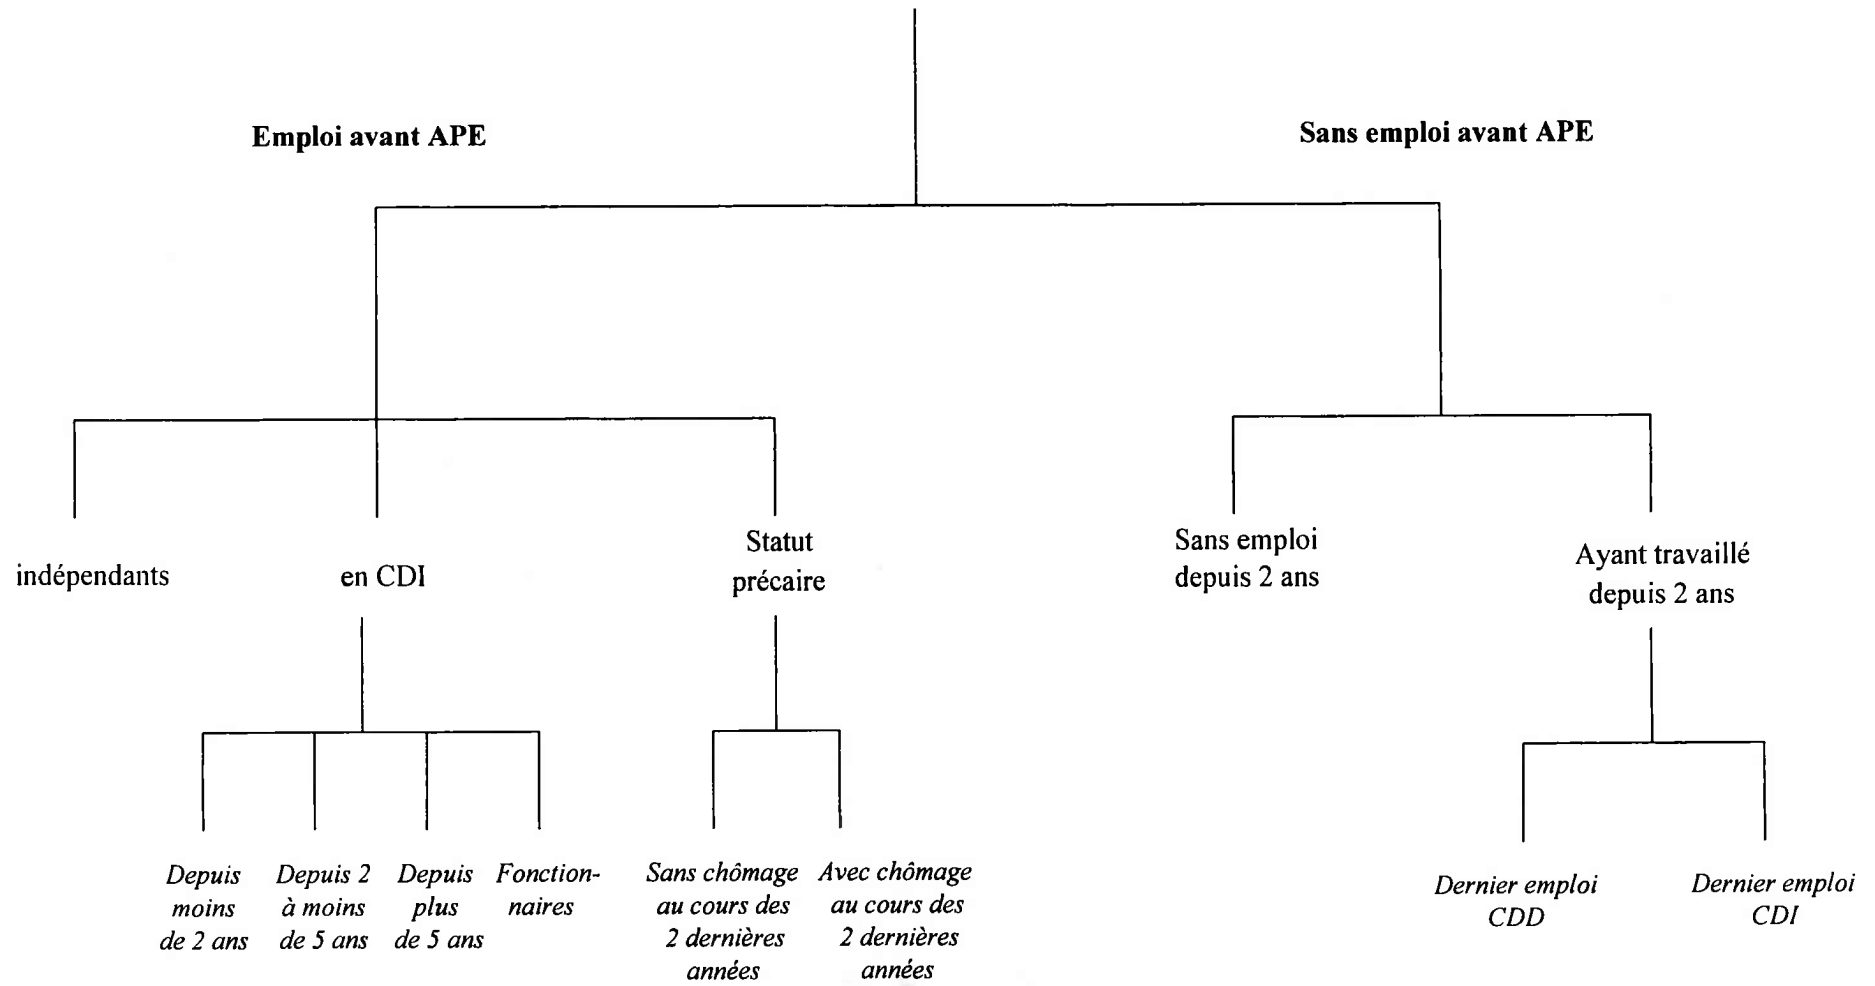 Emploi avant APE
Sans emploi avant APE
indépendants
en CDI
Statut
précaire
Sans emploi
depuis 2 ans
Ayant travaillé
depuis 2 ans
Depuis
moins
de 2 ans
Depuis 2
à moins
de 5 ans
Depuis
plus
de 5 ans
Fonction-
naires
Sans chômage
au cours des
2 dernières
années
Avec chômage
au cours des
2 dernières
années
Dernier emploi
CDD
Dernier emploi
CDI